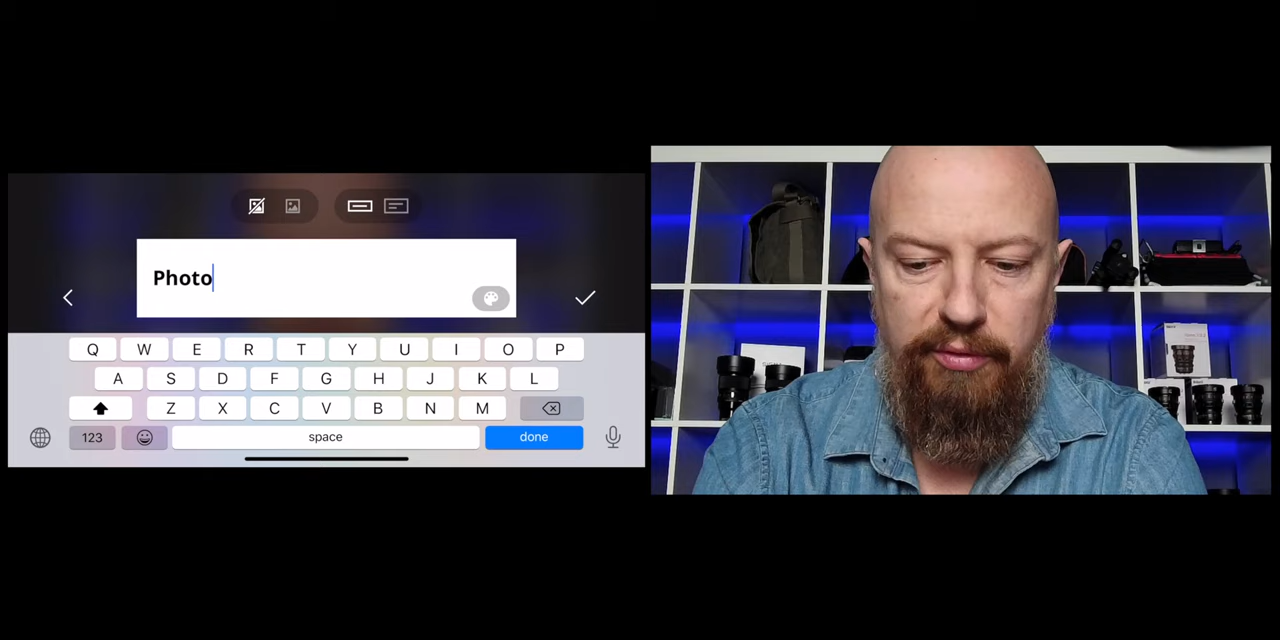 Photo
Q W E R T Y U I O P
A S D F G H J K L
Z X C V B N M
123 space done